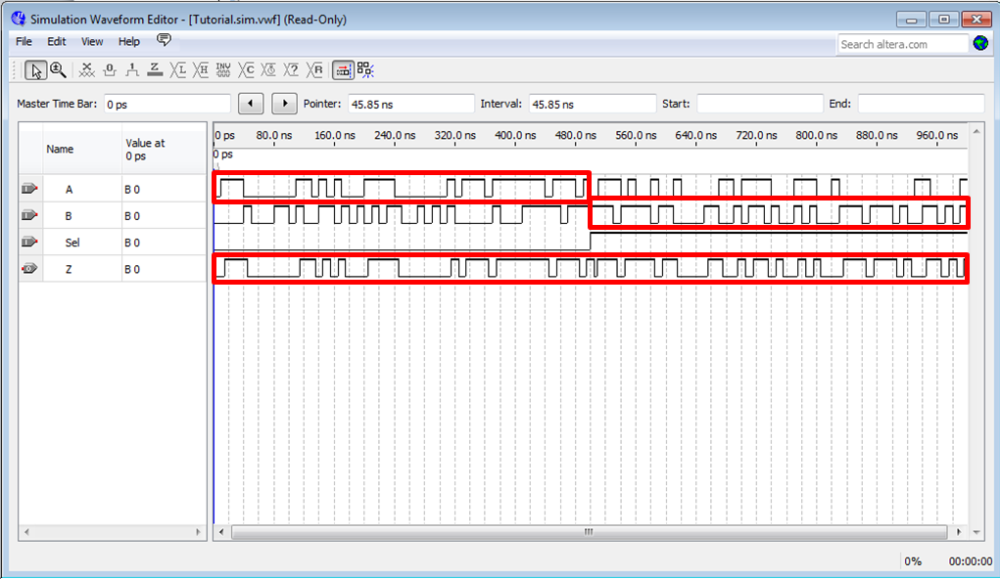 Simulation Waveform Editor - [Tutorial.sim.vwf] (Read-Only)
File Edit View Help
Search altera.com
Master Time Bar: 0 ps Pointer: 45.85 ns Interval: 45.85 ns Start: End:
Name Value at 0 ps
0 ps 80.0 ns 160.0 ns 240.0 ns 320.0 ns 400.0 ns 480.0 ns 560.0 ns 640.0 ns 720.0 ns 800.0 ns 880.0 ns 960.0 ns
0 ps
A B 0
B B 0
Sel B 0
Z B 0
0% 00:00:00